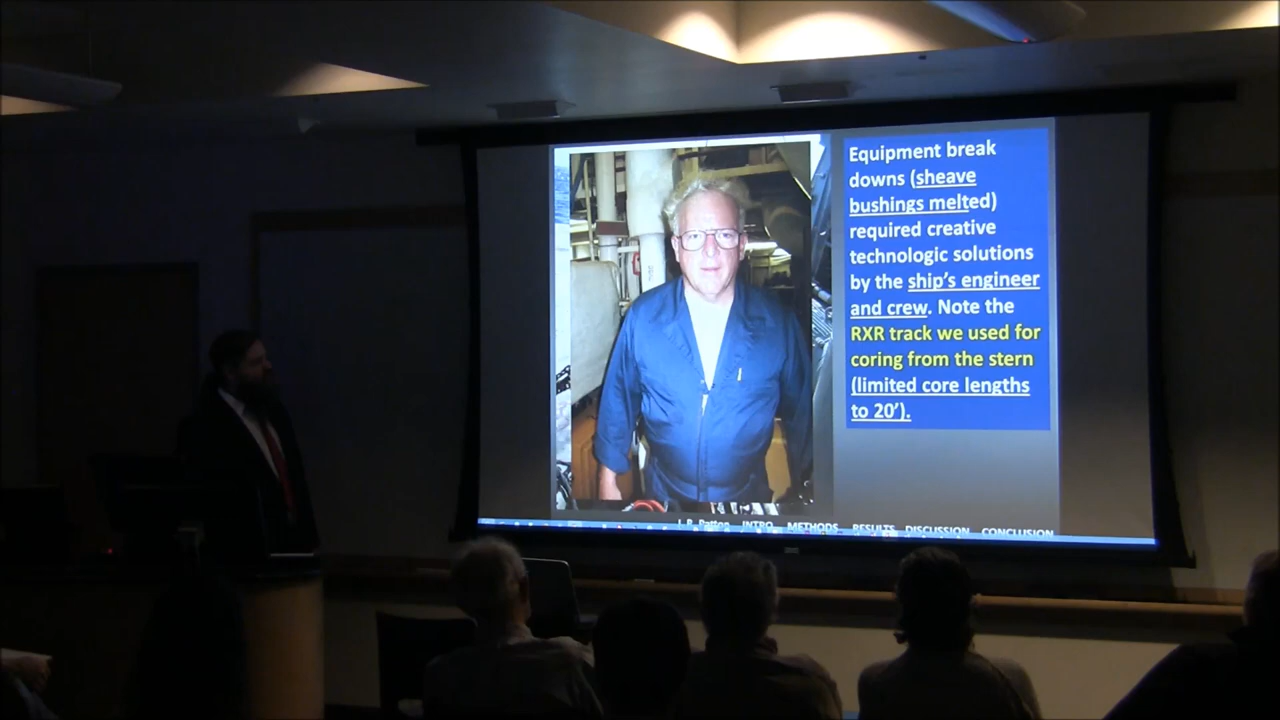 Equipment break
downs (sheave
bushings melted)
required creative
technologic solutions
by the ship's engineer
and crew. Note the
RXR track we used for
coring from the stern
(limited core lengths
to 20').
INTRO METHODS RESULTS DISCUSSION CONCLUSION